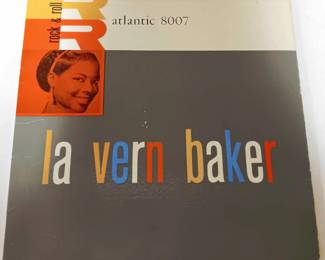 rock & roll
atlantic 8007
la vern baker